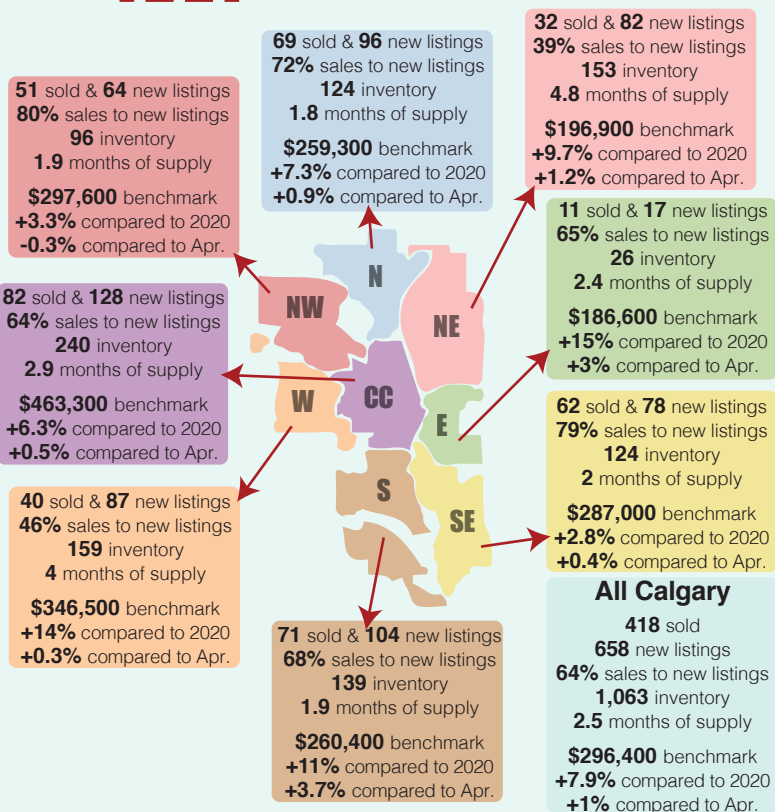 69 sold & 96 new listings
72% sales to new listings
124 inventory
1.8 months of supply
$259,300 benchmark
+7.3% compared to 2020
+0.9% compared to Apr.
32 sold & 82 new listings
39% sales to new listings
153 inventory
4.8 months of supply
$196,900 benchmark
+9.7% compared to 2020
+1.2% compared to Apr.
51 sold & 64 new listings
80% sales to new listings
96 inventory
1.9 months of supply
$297,600 benchmark
+3.3% compared to 2020
-0.3% compared to Apr.
11 sold & 17 new listings
65% sales to new listings
26 inventory
2.4 months of supply
$186,600 benchmark
+15% compared to 2020
+3% compared to Apr.
N
NW
NE
82 sold & 128 new listings
64% sales to new listings
240 inventory
2.9 months of supply
$463,300 benchmark
+6.3% compared to 2020
+0.5% compared to Apr.
W
CC
E
S
SE
62 sold & 78 new listings
79% sales to new listings
124 inventory
2 months of supply
$287,000 benchmark
+2.8% compared to 2020
+0.4% compared to Apr.
40 sold & 87 new listings
46% sales to new listings
159 inventory
4 months of supply
$346,500 benchmark
+14% compared to 2020
+0.3% compared to Apr.
71 sold & 104 new listings
68% sales to new listings
139 inventory
1.9 months of supply
$260,400 benchmark
+11% compared to 2020
+3.7% compared to Apr.
All Calgary
418 sold
658 new listings
64% sales to new listings
1,063 inventory
2.5 months of supply
$296,400 benchmark
+7.9% compared to 2020
+1% compared to Apr.